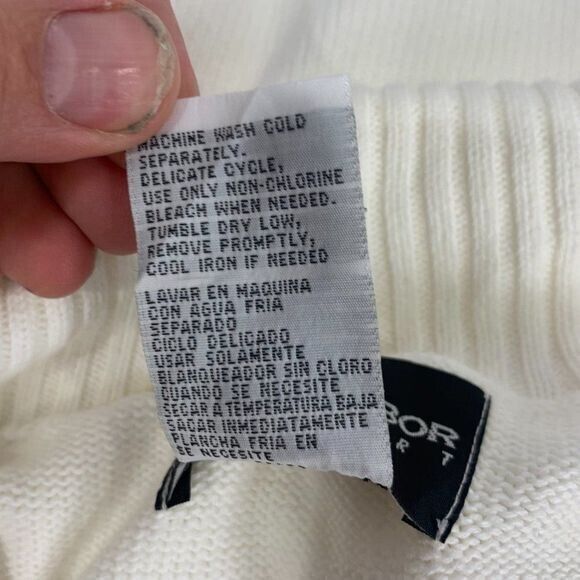 MACHINE WASH COLD
SEPARATELY.
DELICATE CYCLE,
USE ONLY NON-CHLORINE
BLEACH WHEN NEEDED.
TUMBLE DRY LOW,
REMOVE PROMPTLY,
COOL IRON IF NEEDED
LAVAR EN MAQUINA
CON AGUA FRIA
SEPARADO
CICLO DELICADO
USAR SOLAMENTE
BLANQUEADOR SIN CLORO
CUANDO SE NECESITE
SECAR A TEMPERATURA BAJA
SACAR INMEDIATAMENTE
PLANCHA FRIA EN
SE NECESITE
BOR
R T